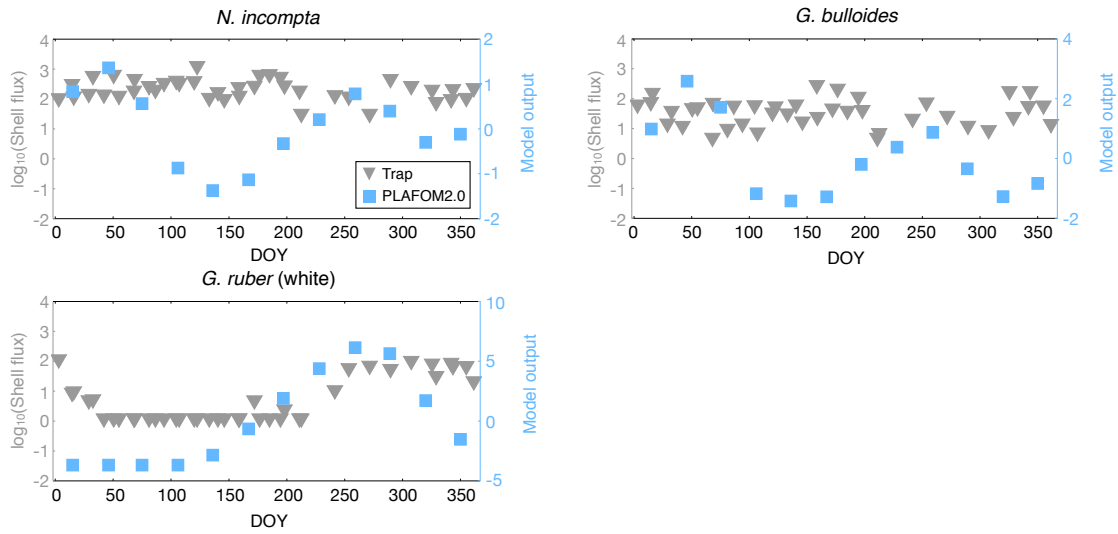 N. incompta
4
3
2
1
0
-1
-2
log₁₀(Shell flux)
2
1
0
-1
-2
Model output
Trap
PLAFOM2.0
0 50 100 150 200 250 300 350
DOY
G. bulloides
4
3
2
1
0
-1
-2
log₁₀(Shell flux)
4
2
0
-2
Model output
0 50 100 150 200 250 300 350
DOY
G. ruber (white)
4
3
2
1
0
-1
-2
log₁₀(Shell flux)
10
5
0
-5
Model output
0 50 100 150 200 250 300 350
DOY